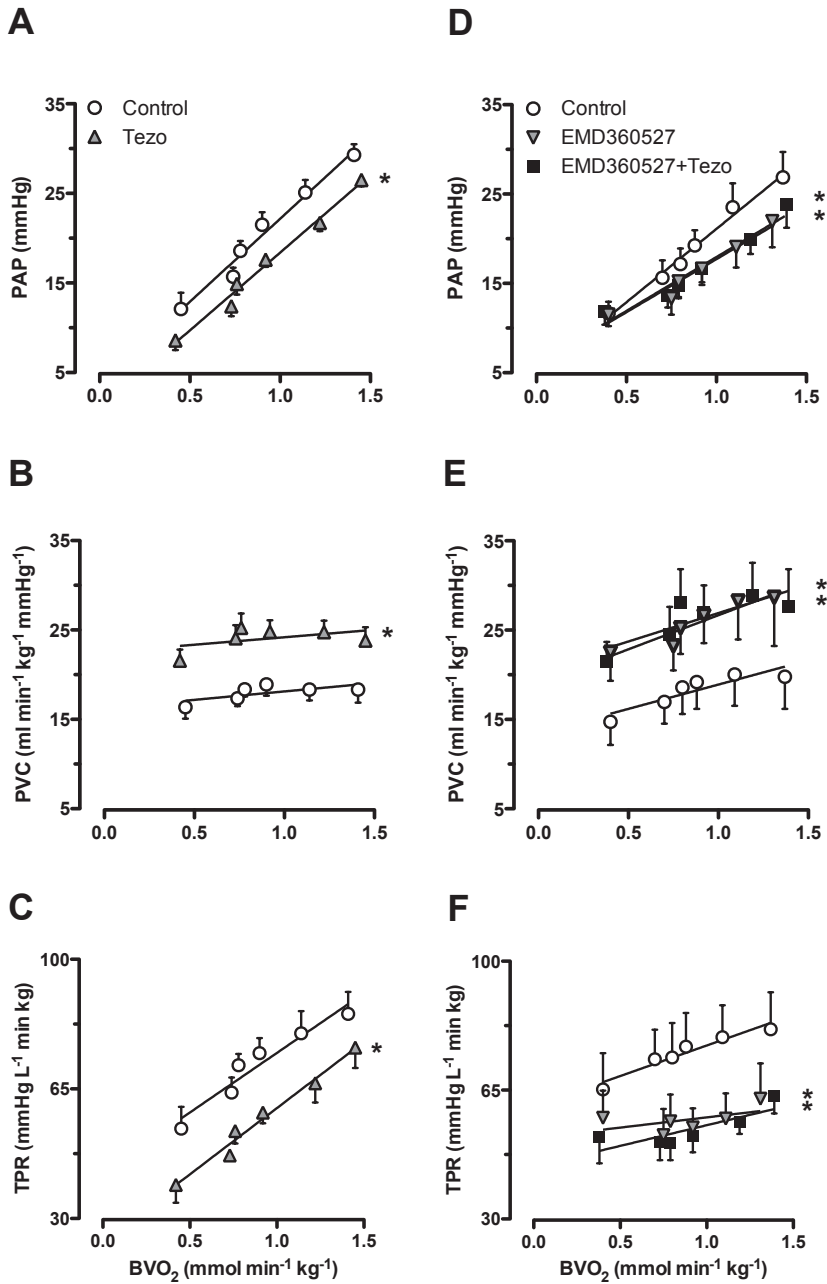 A
PAP (mmHg)
35
25
15
5
Control
Tezo
*
0.0 0.5 1.0 1.5
D
PAP (mmHg)
35
25
15
5
Control
EMD360527
EMD360527+Tezo
*
*
0.0 0.5 1.0 1.5
B
PVC (ml min⁻¹ kg⁻¹ mmHg⁻¹)
35
25
15
5
*
0.0 0.5 1.0 1.5
E
PVC (ml min⁻¹ kg⁻¹ mmHg⁻¹)
35
25
15
5
*
*
0.0 0.5 1.0 1.5
C
TPR (mmHg L⁻¹ min kg)
100
65
30
*
0.0 0.5 1.0 1.5
BVO₂ (mmol min⁻¹ kg⁻¹)
F
TPR (mmHg L⁻¹ min kg)
100
65
30
*
*
0.0 0.5 1.0 1.5
BVO₂ (mmol min⁻¹ kg⁻¹)